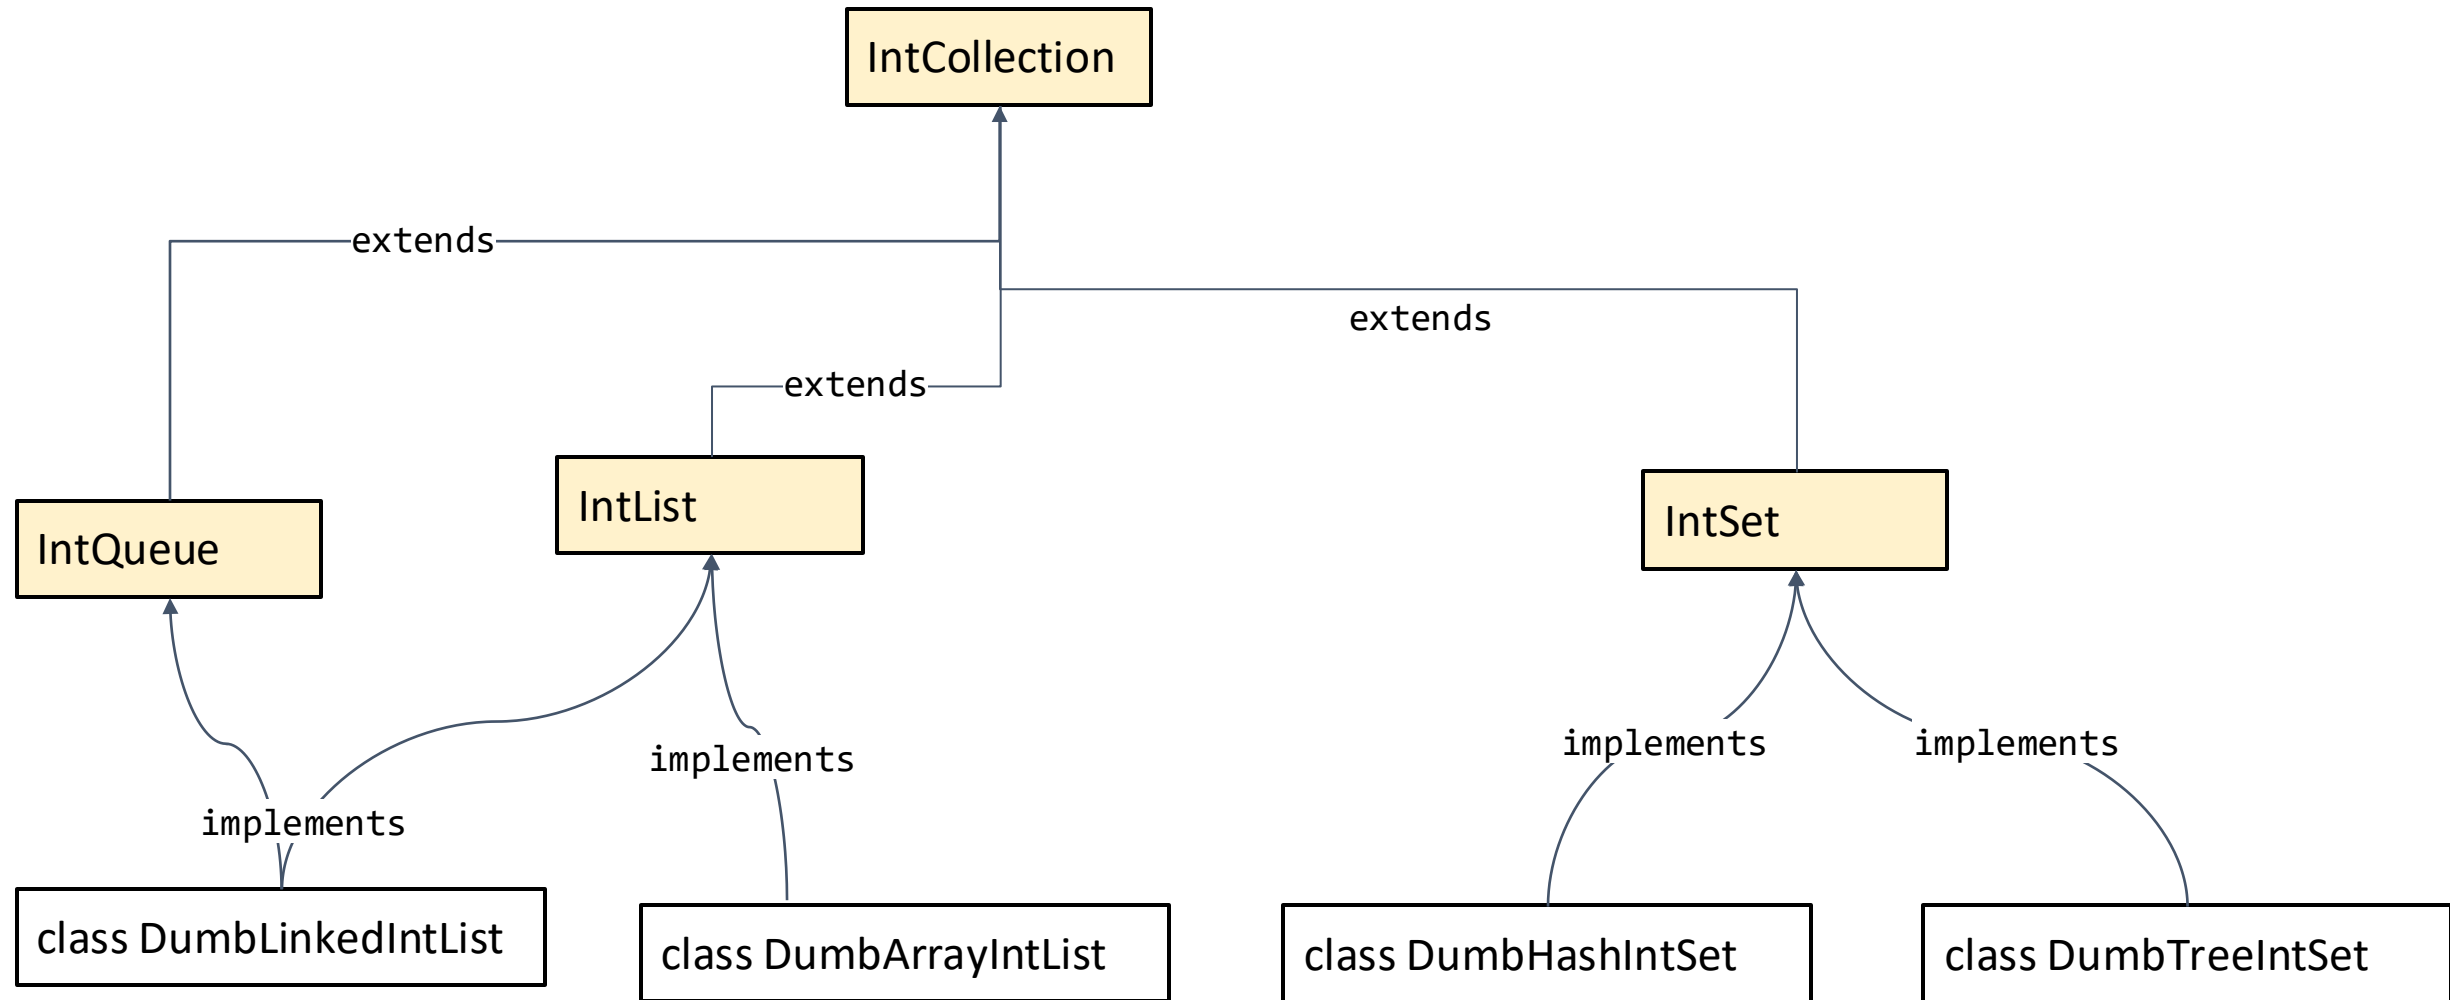 IntCollection
extends
extends
extends
IntList
IntSet
IntQueue
implements
implements
implements
implements
class DumbLinkedIntList
class DumbArrayIntList
class DumbHashIntSet
class DumbTreeIntSet